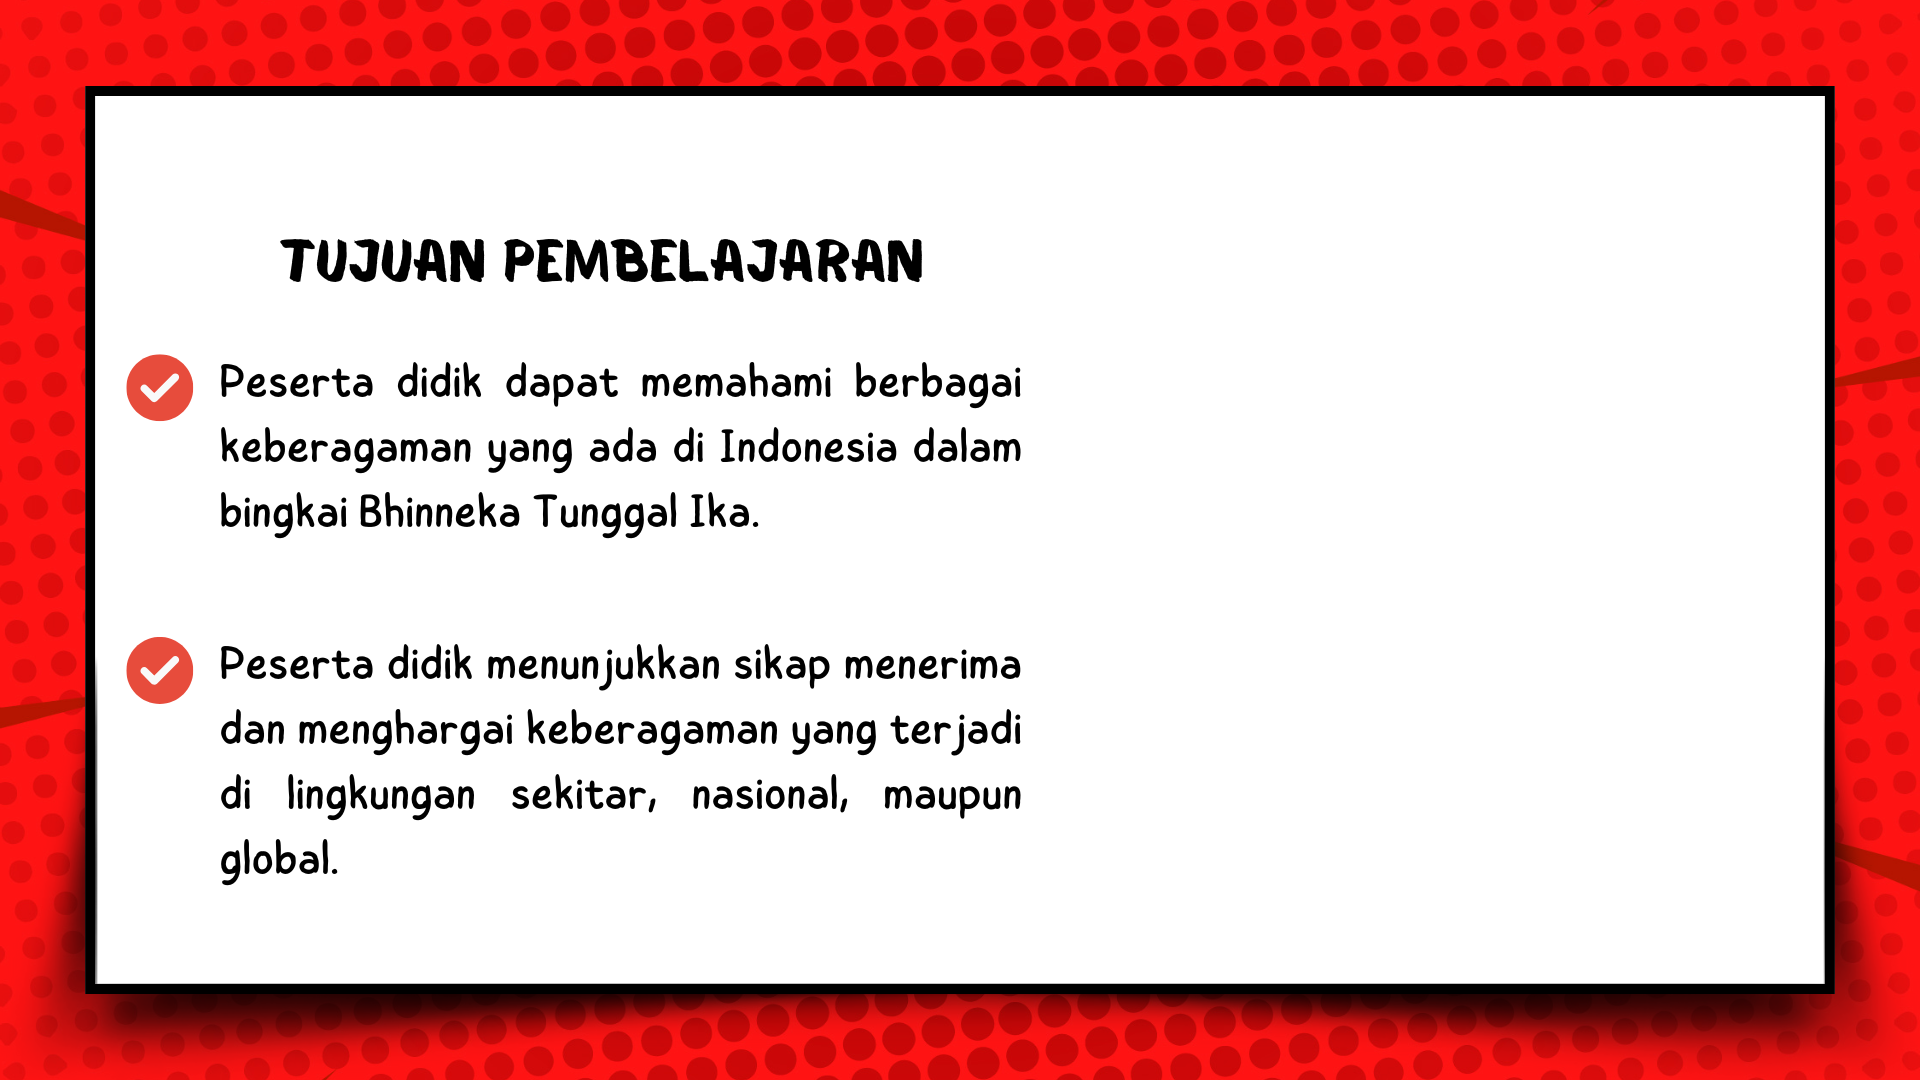 TUJUAN PEMBELAJARAN
Peserta didik dapat memahami berbagai
keberagaman yang ada di Indonesia dalam
bingkai Bhinneka Tunggal Ika.
Peserta didik menunjukkan sikap menerima
dan menghargai keberagaman yang terjadi
di lingkungan sekitar, nasional, maupun
global.